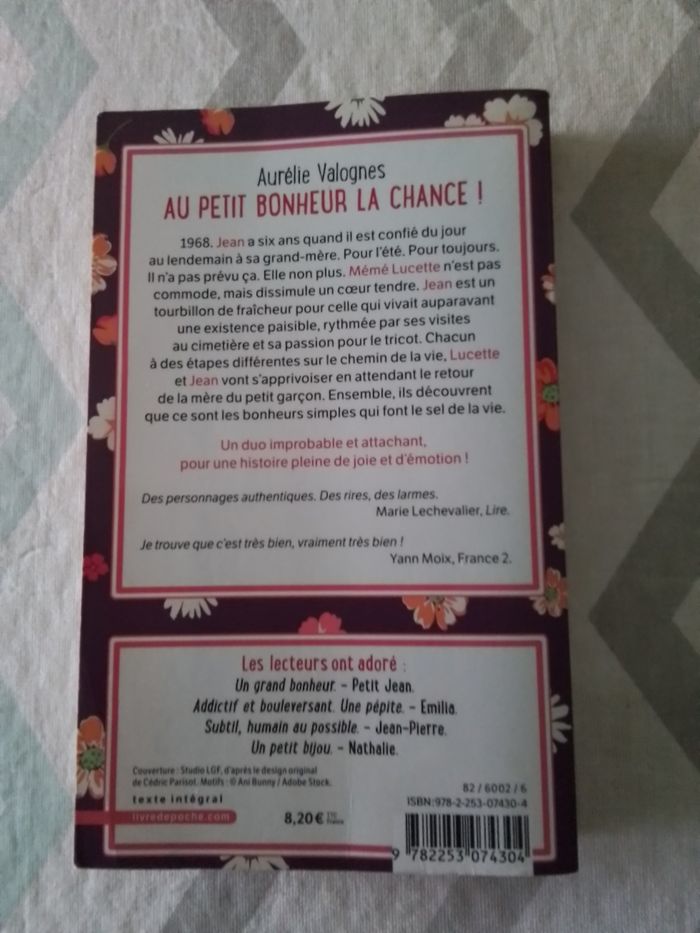 Aurélie Valognes
AU PETIT BONHEUR LA CHANCE !
1968. Jean a six ans quand il est confié du jour
au lendemain à sa grand-mère. Pour l'été. Pour toujours.
Il n'a pas prévu ça. Elle non plus. Mémé Lucette n'est pas
commode, mais dissimule un cœur tendre. Jean est un
tourbillon de fraîcheur pour celle qui vivait auparavant
une existence paisible, rythmée par ses visites
au cimetière et sa passion pour le tricot. Chacun
à des étapes différentes sur le chemin de la vie, Lucette
et Jean vont s'apprivoiser en attendant le retour
de la mère du petit garçon. Ensemble, ils découvrent
que ce sont les bonheurs simples qui font le sel de la vie.
Un duo improbable et attachant,
pour une histoire pleine de joie et d'émotion !
Des personnages authentiques. Des rires, des larmes.
Marie Lechevalier, Lire.
Je trouve que c'est très bien, vraiment très bien !
Yann Moix, France 2.
Les lecteurs ont adoré :
Un grand bonheur. – Petit Jean.
Addictif et bouleversant. Une pépite. – Emilia.
Subtil, humain au possible. – Jean-Pierre.
Un petit bijou. – Nathalie.
Couverture : Studio LGF, d'après le design original
de Cédric Parisot. Motifs : © Ani Bunny / Adobe Stock.
texte intégral
livredepoche.com
8,20 € TTC France
82 / 6002 / 6
ISBN: 978-2-253-07430-4
9 782253 074304